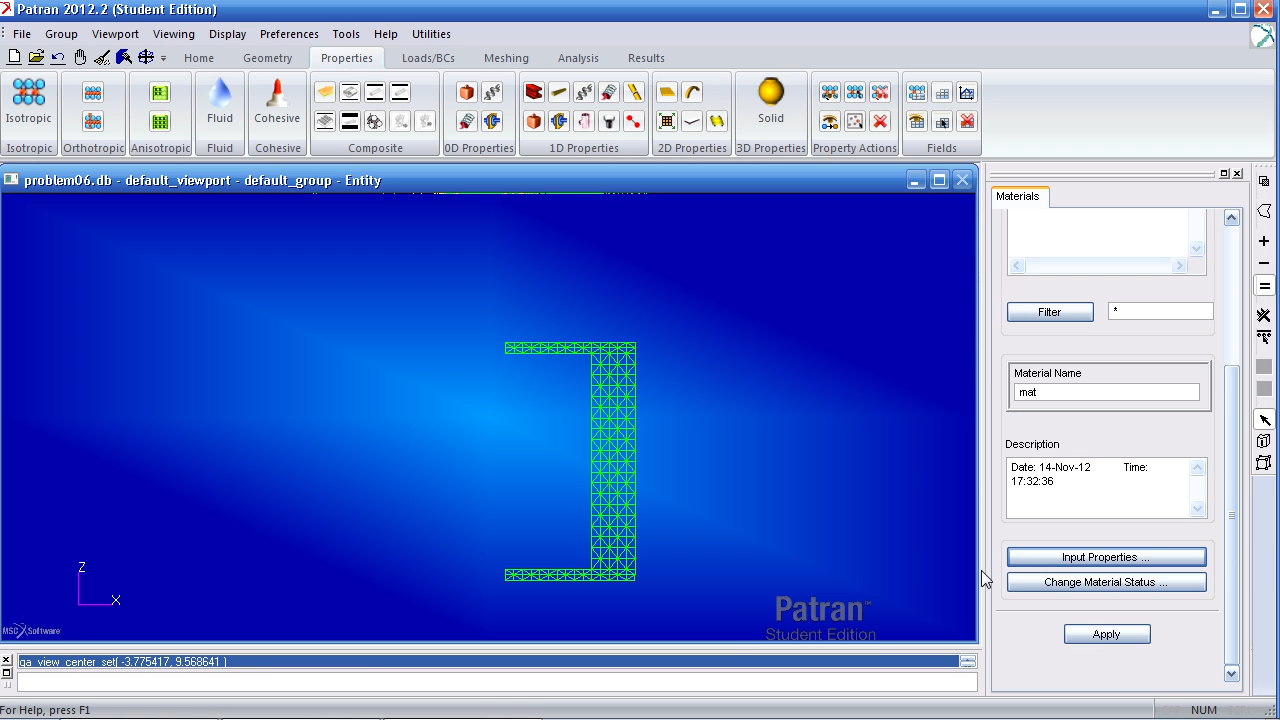 Patran 2012.2 (Student Edition)
File Group Viewport Viewing Display Preferences Tools Help Utilities
Home Geometry Properties Loads/BCs Meshing Analysis Results
Isotropic Fluid Cohesive Solid
Isotropic Orthotropic Anisotropic Fluid Cohesive Composite 0D Properties 1D Properties 2D Properties 3D Properties Property Actions Fields
problem06.db - default_viewport - default_group - Entity
Materials
Filter *
Material Name
mat
Description
Date: 14-Nov-12 Time:
17:32:36
Input Properties ...
Change Material Status ...
Apply
Z
X
MSC Software
Patran™
Student Edition
ga_view_center_set( -3.775417, 9.568641 )
For Help, press F1
NUM